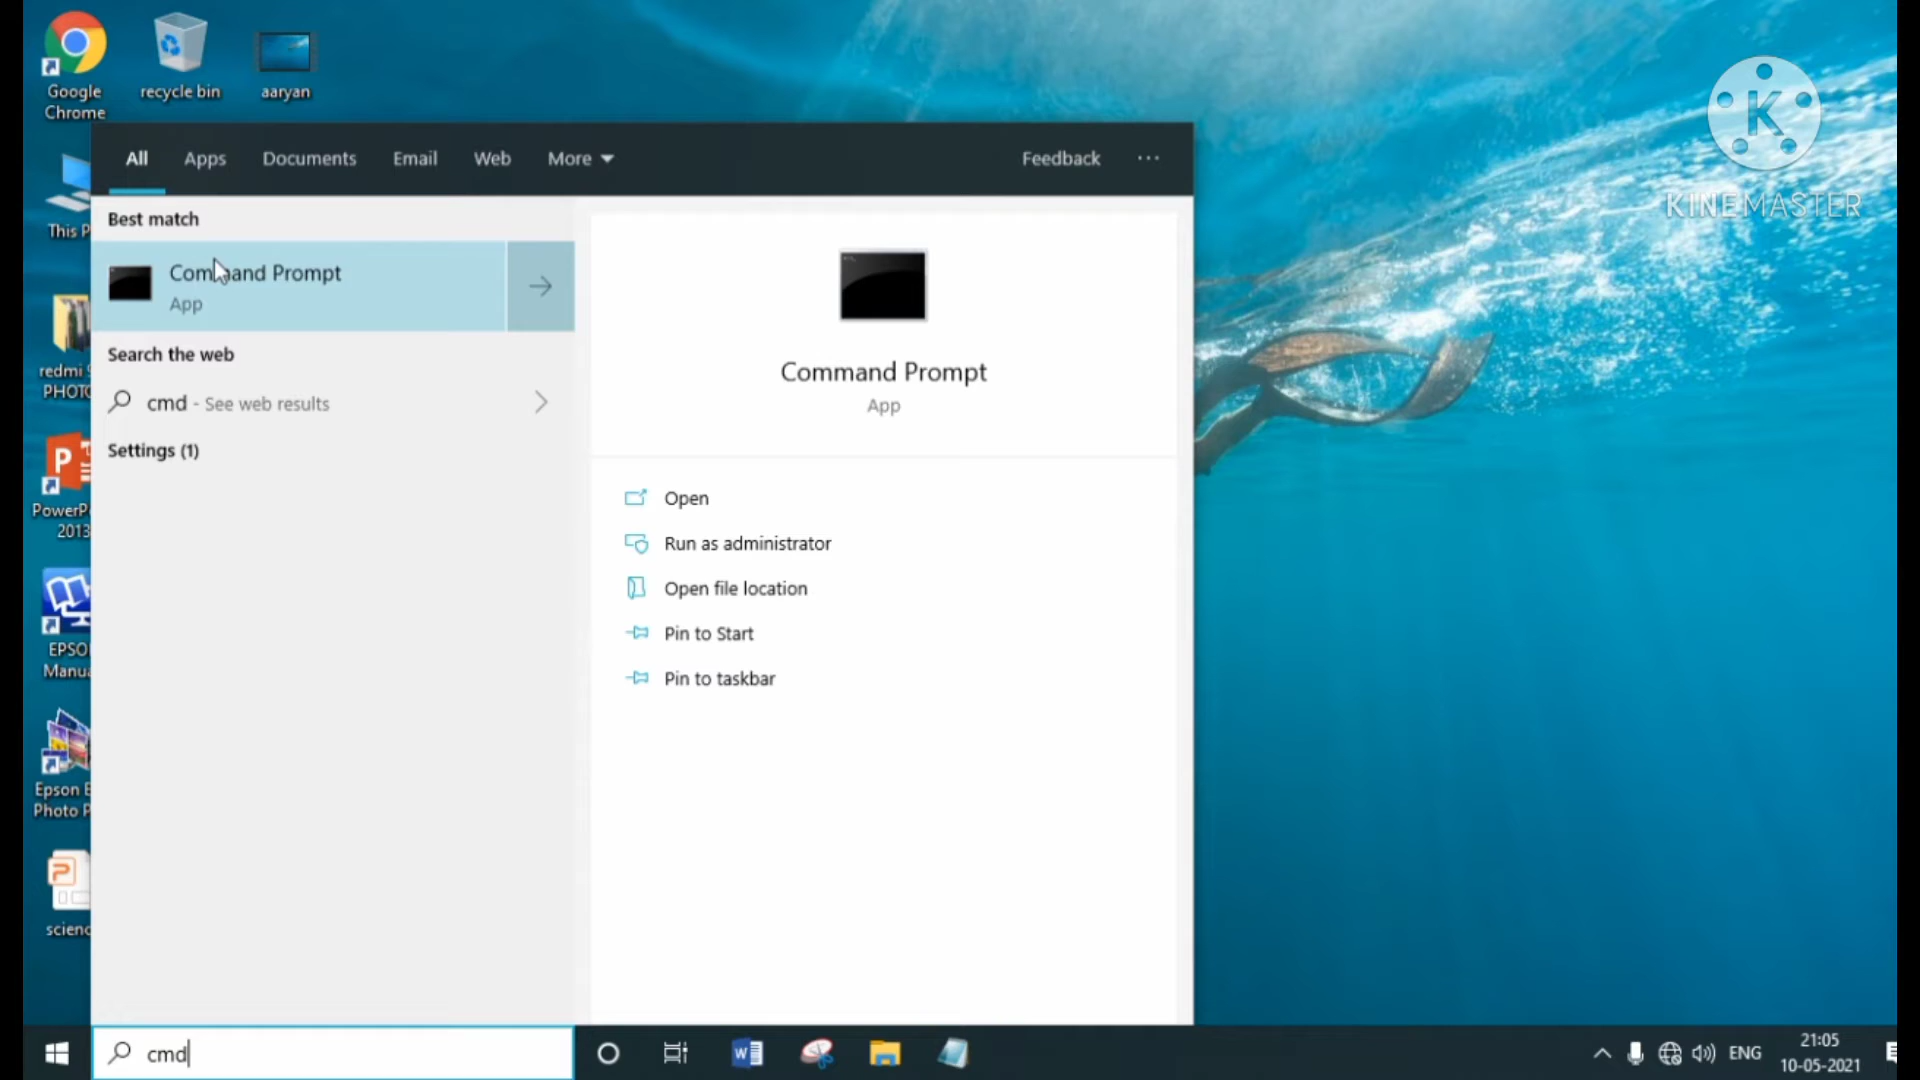 Google
Chrome
recycle bin
aaryan
KINEMASTER
All
Apps
Documents
Email
Web
More
Feedback
Best match
Command Prompt
App
Search the web
cmd - See web results
Settings (1)
Command Prompt
App
Open
Run as administrator
Open file location
Pin to Start
Pin to taskbar
This P
redmi
PHOTO
PowerP
2013
EPSO
Manua
Epson E
Photo P
scienc
cmd
ENG
21:05
10-05-2021